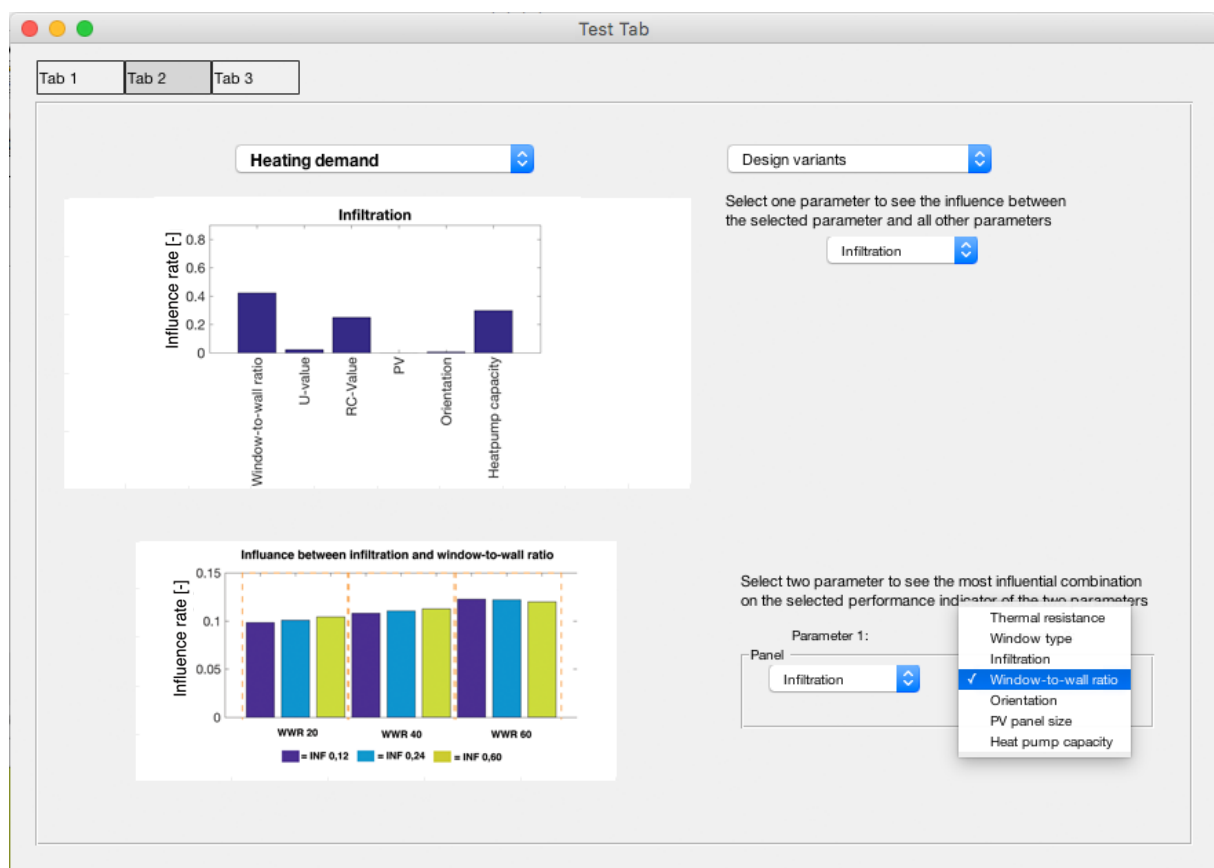 Test Tab
Tab 1
Tab 2
Tab 3
Heating demand
Design variants
Select one parameter to see the influence between
the selected parameter and all other parameters
Infiltration
Infiltration
Influence rate [-]
0.8
0.6
0.4
0.2
0
Window-to-wall ratio
U-value
RC-Value
PV
Orientation
Heatpump capacity
Influance between infiltration and window-to-wall ratio
Influence rate [-]
0.15
0.1
0.05
0
WWR 20
WWR 40
WWR 60
= INF 0,12
= INF 0,24
= INF 0,60
Select two parameter to see the most influential combination
on the selected performance indicator of the two parameters
Parameter 1:
Panel
Infiltration
Thermal resistance
Window type
Infiltration
✓ Window-to-wall ratio
Orientation
PV panel size
Heat pump capacity